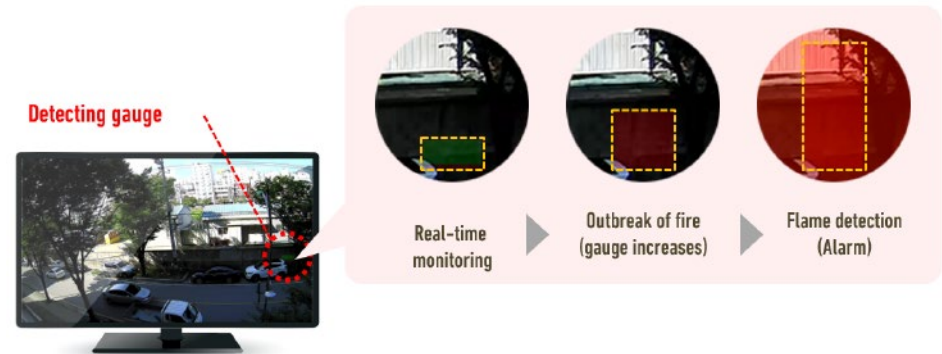 Detecting gauge
Real-time
monitoring
Outbreak of fire
(gauge increases)
Flame detection
(Alarm)